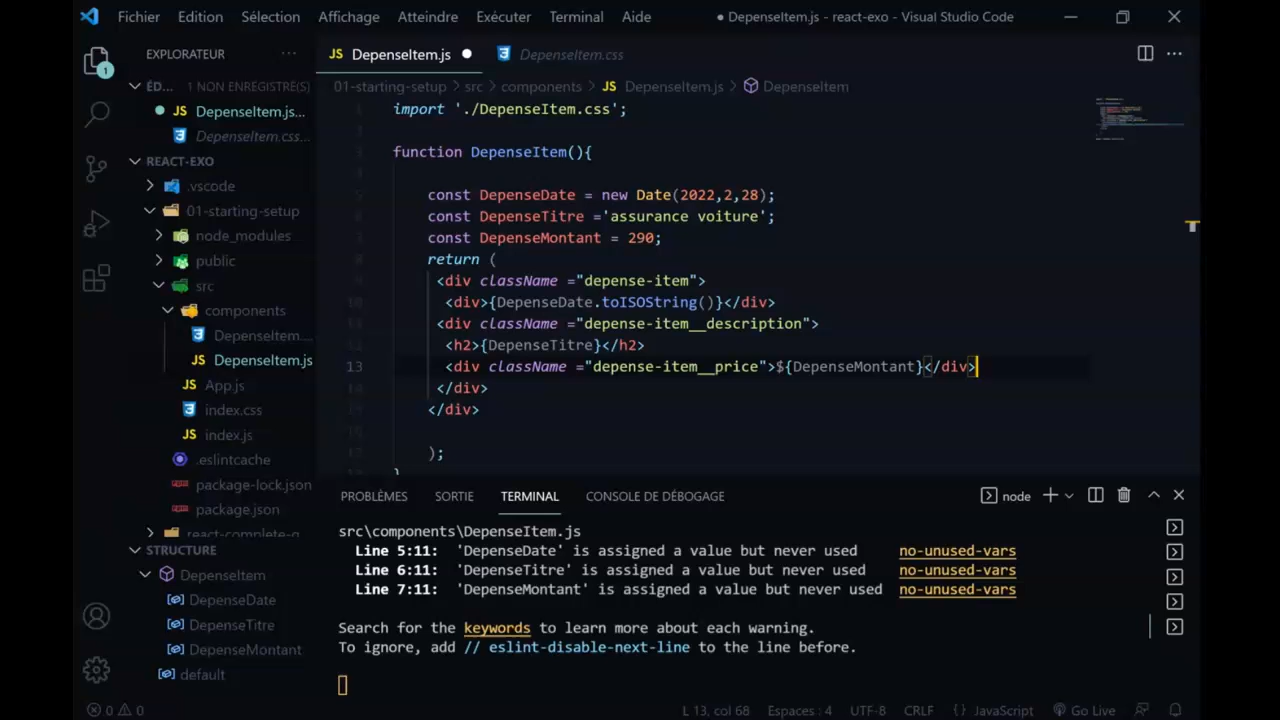 Fichier Edition Sélection Affichage Atteindre Exécuter Terminal Aide ● DepenseItem.js - react-exo - Visual Studio Code
EXPLORATEUR ···
JS DepenseItem.js ● DepenseItem.css
ÉD... 1 NON ENREGISTRÉ(S)
01-starting-setup > src > components > JS DepenseItem.js > DepenseItem
● JS DepenseItem.js...
DepenseItem.css...
REACT-EXO
.vscode
01-starting-setup
node_modules
public
src
components
DepenseItem....
JS DepenseItem.js
JS App.js
index.css
JS index.js
.eslintcache
package-lock.json
package.json
react-complete-g
STRUCTURE
DepenseItem
DepenseDate
DepenseTitre
DepenseMontant
default
import './DepenseItem.css';
function DepenseItem(){
const DepenseDate = new Date(2022,2,28);
const DepenseTitre ='assurance voiture';
const DepenseMontant = 290;
return (
<div className ="depense-item">
<div>{DepenseDate.toISOString()}</div>
<div className ="depense-item__description">
<h2>{DepenseTitre}</h2>
13 <div className ="depense-item__price">${DepenseMontant}</div>
</div>
</div>
);
}
PROBLÈMES SORTIE TERMINAL CONSOLE DE DÉBOGAGE node
src\components\DepenseItem.js
Line 5:11: 'DepenseDate' is assigned a value but never used no-unused-vars
Line 6:11: 'DepenseTitre' is assigned a value but never used no-unused-vars
Line 7:11: 'DepenseMontant' is assigned a value but never used no-unused-vars
Search for the keywords to learn more about each warning.
To ignore, add // eslint-disable-next-line to the line before.
0 0 L 13, col 68 Espaces : 4 UTF-8 CRLF {} JavaScript Go Live